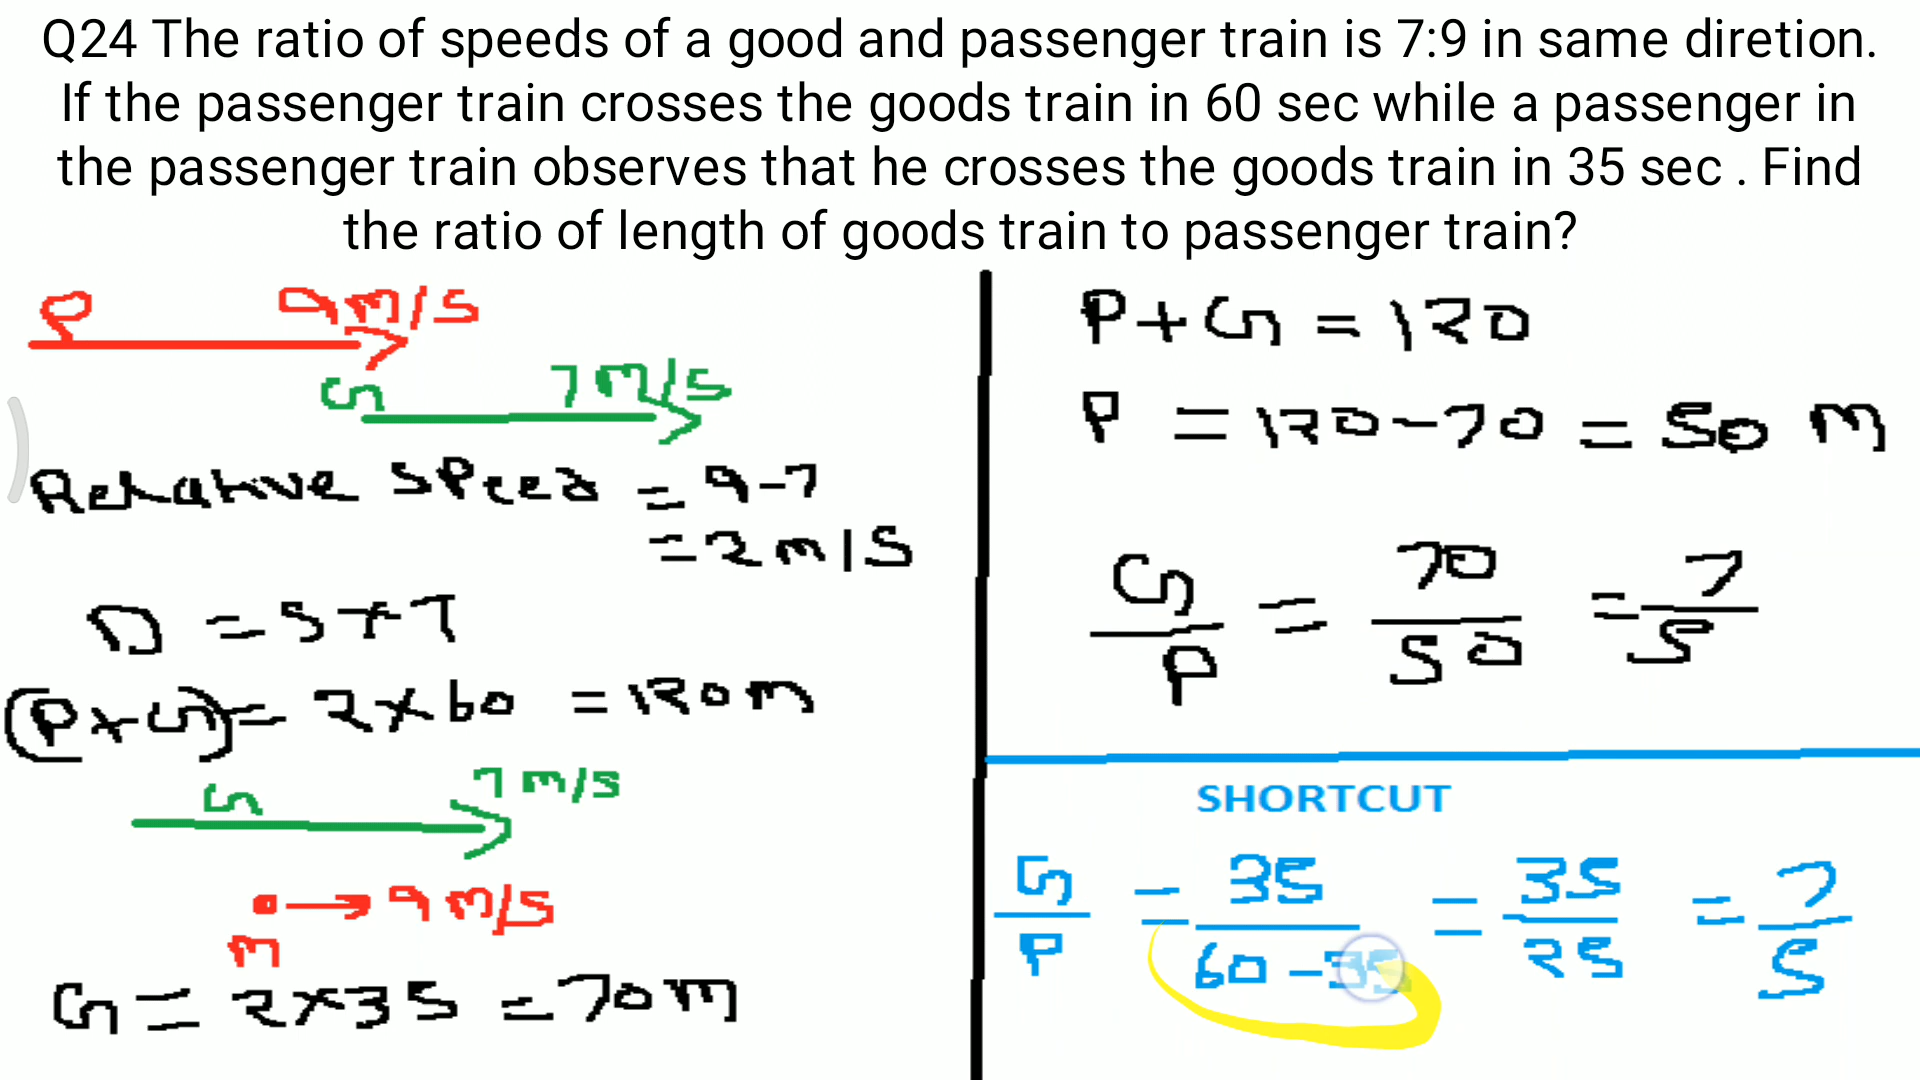 Q24 The ratio of speeds of a good and passenger train is 7:9 in same diretion.
If the passenger train crosses the goods train in 60 sec while a passenger in
the passenger train observes that he crosses the goods train in 35 sec . Find
the ratio of length of goods train to passenger train?
P 9m/s
G 7m/s
Relative speed = 9-7
=2m/s
D = S×T
(P+G)= 2×60 = 120m
G 7m/s
9m/s
m
G = 2×35 = 70m
P+G = 120
P = 120-70 = 50 m
G/P = 70/50 = 7/5
SHORTCUT
G/P = 35/60-35 = 35/25 = 7/5